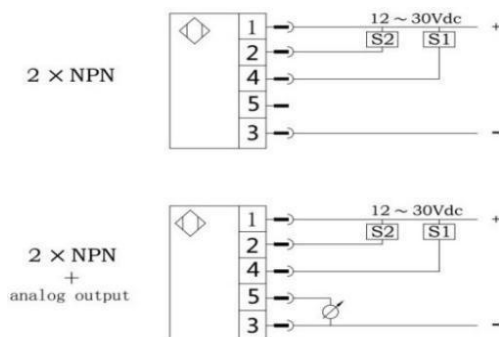 2 × NPN
1
2
4
5
3
12 ~ 30Vdc
S2
S1
+
-
2 × NPN
+
analog output
1
2
4
5
3
12 ~ 30Vdc
S2
S1
+
-